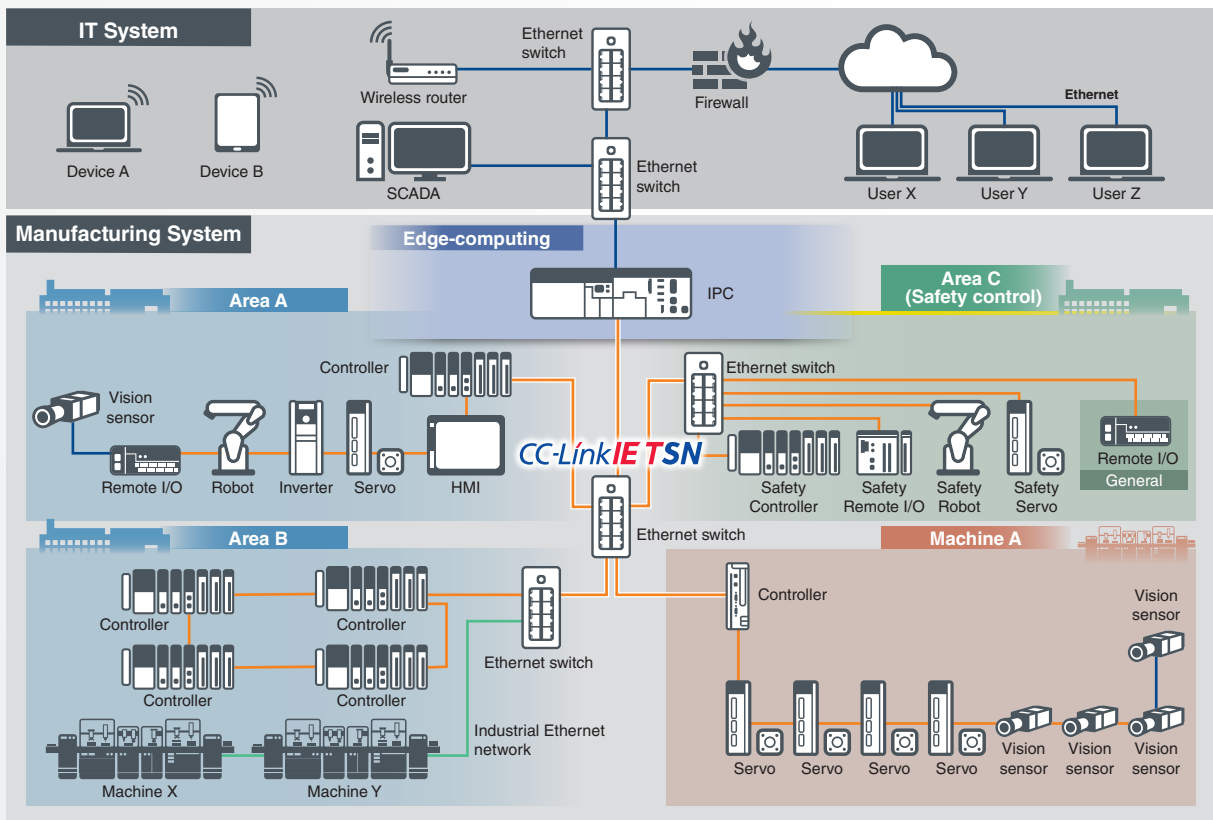 IT System
Ethernet
switch
Wireless router
Firewall
Ethernet
Device A
Device B
SCADA
Ethernet
switch
User X
User Y
User Z
Manufacturing System
Edge-computing
IPC
Area A
Area C
(Safety control)
Controller
Ethernet switch
Vision
sensor
CC-Link IE TSN
Remote I/O
Robot
Inverter
Servo
HMI
Safety
Controller
Safety
Remote I/O
Safety
Robot
Safety
Servo
Remote I/O
General
Ethernet switch
Area B
Machine A
Controller
Controller
Controller
Controller
Ethernet switch
Industrial Ethernet
network
Machine X
Machine Y
Controller
Vision
sensor
Servo
Servo
Servo
Servo
Vision
sensor
Vision
sensor
Vision
sensor